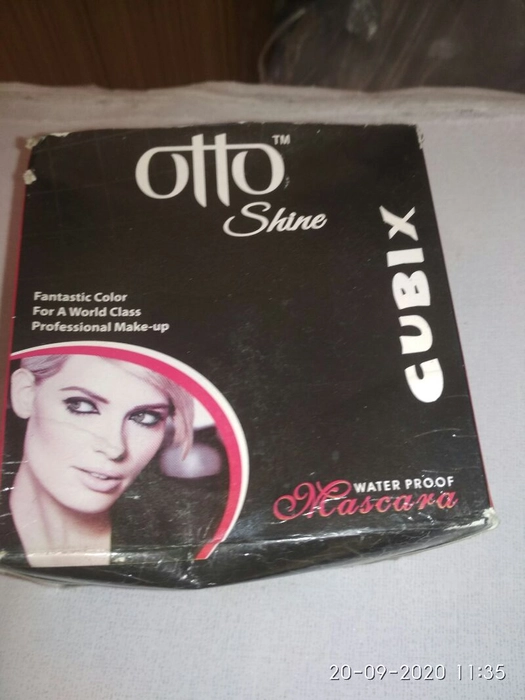 otto™
Shine
CUBIX
Fantastic Color
For A World Class
Professional Make-up
WATER PROOF
Mascara
20-09-2020 11:35